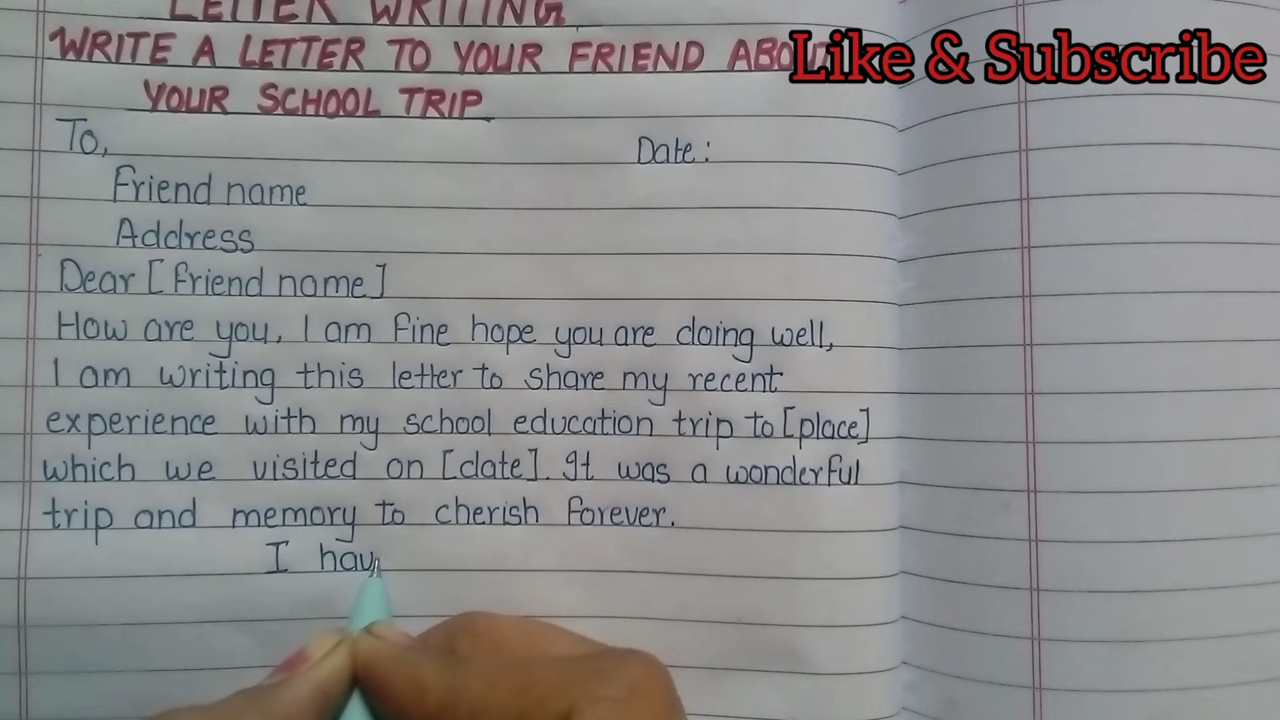 LETTER WRITING
WRITE A LETTER TO YOUR FRIEND ABOUT
Like & Subscribe
YOUR SCHOOL TRIP
To,
Date:
Friend name
Address
Dear [Friend name]
How are you, I am fine hope you are doing well,
I am writing this letter to share my recent
experience with my school education trip to [place]
which we visited on [date]. It was a wonderful
trip and memory to cherish forever.
I hav